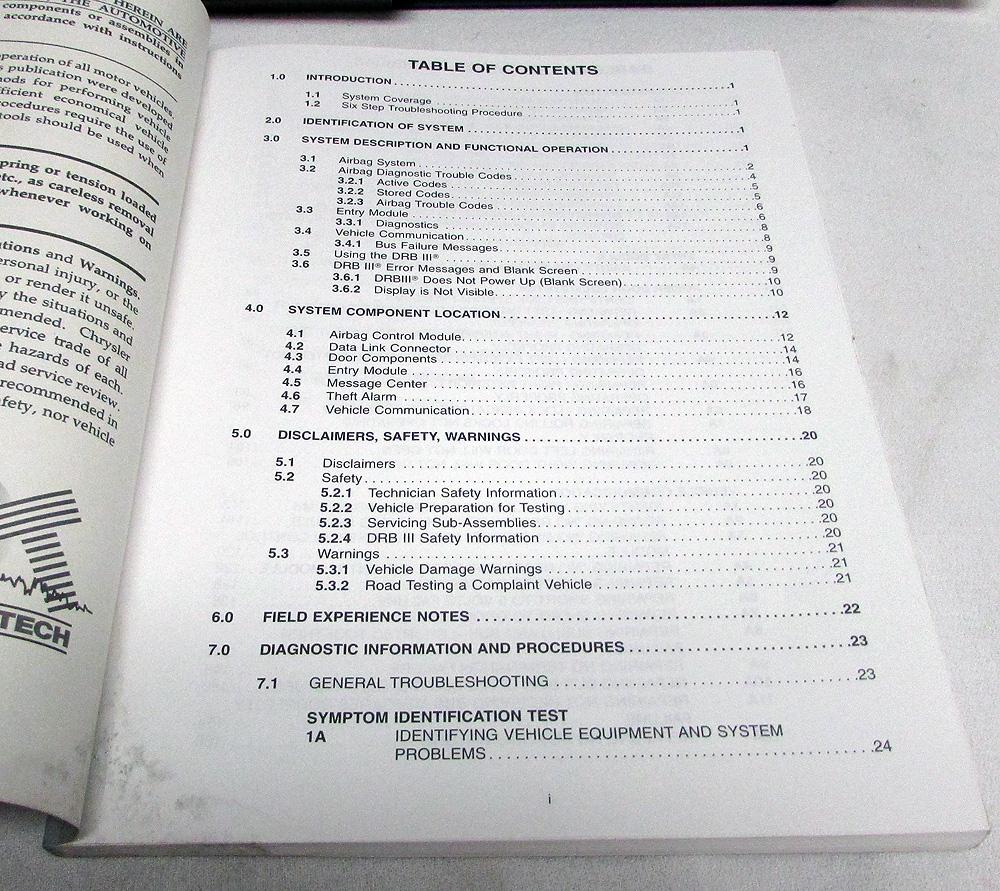 HEREIN ARE
THE AUTOMOTIVE
components or assemblies in
accordance with instructions
operation of all motor vehicles
publication were developed
for performing vehicle
efficient economical vehicle
procedures require the use of
tools should be used when
spring or tension loaded
etc., as careless removal
whenever working on
and Warnings.
personal injury, or the
or render it unsafe.
the situations and
Chrysler
service trade of all
hazards of each.
service review.
recommended in
safety, nor vehicle
TECH
TABLE OF CONTENTS
1.0 INTRODUCTION . . . . . 1
1.1 System Coverage . . . . . 1
1.2 Six Step Troubleshooting Procedure . . . . . 1
2.0 IDENTIFICATION OF SYSTEM . . . . . 1
3.0 SYSTEM DESCRIPTION AND FUNCTIONAL OPERATION . . . . . 1
3.1 Airbag System . . . . . 2
3.2 Airbag Diagnostic Trouble Codes . . . . . 4
3.2.1 Active Codes . . . . . 5
3.2.2 Stored Codes . . . . . 5
3.2.3 Airbag Trouble Codes . . . . . 6
3.3 Entry Module . . . . . 6
3.3.1 Diagnostics . . . . . 8
3.4 Vehicle Communication . . . . . 8
3.4.1 Bus Failure Messages . . . . . 9
3.5 Using the DRB III® . . . . . 9
3.6 DRB III® Error Messages and Blank Screen . . . . . 9
3.6.1 DRBIII® Does Not Power Up (Blank Screen) . . . . . 10
3.6.2 Display is Not Visible . . . . . 10
4.0 SYSTEM COMPONENT LOCATION . . . . . 12
4.1 Airbag Control Module . . . . . 12
4.2 Data Link Connector . . . . . 14
4.3 Door Components . . . . . 14
4.4 Entry Module . . . . . 16
4.5 Message Center . . . . . 16
4.6 Theft Alarm . . . . . 17
4.7 Vehicle Communication . . . . . 18
5.0 DISCLAIMERS, SAFETY, WARNINGS . . . . . 20
5.1 Disclaimers . . . . . 20
5.2 Safety . . . . . 20
5.2.1 Technician Safety Information . . . . . 20
5.2.2 Vehicle Preparation for Testing . . . . . 20
5.2.3 Servicing Sub-Assemblies . . . . . 20
5.2.4 DRB III Safety Information . . . . . 20
5.3 Warnings . . . . . 21
5.3.1 Vehicle Damage Warnings . . . . . 21
5.3.2 Road Testing a Complaint Vehicle . . . . . 21
6.0 FIELD EXPERIENCE NOTES . . . . . 22
7.0 DIAGNOSTIC INFORMATION AND PROCEDURES . . . . . 23
7.1 GENERAL TROUBLESHOOTING . . . . . 23
SYMPTOM IDENTIFICATION TEST
1A IDENTIFYING VEHICLE EQUIPMENT AND SYSTEM
PROBLEMS . . . . . 24
i